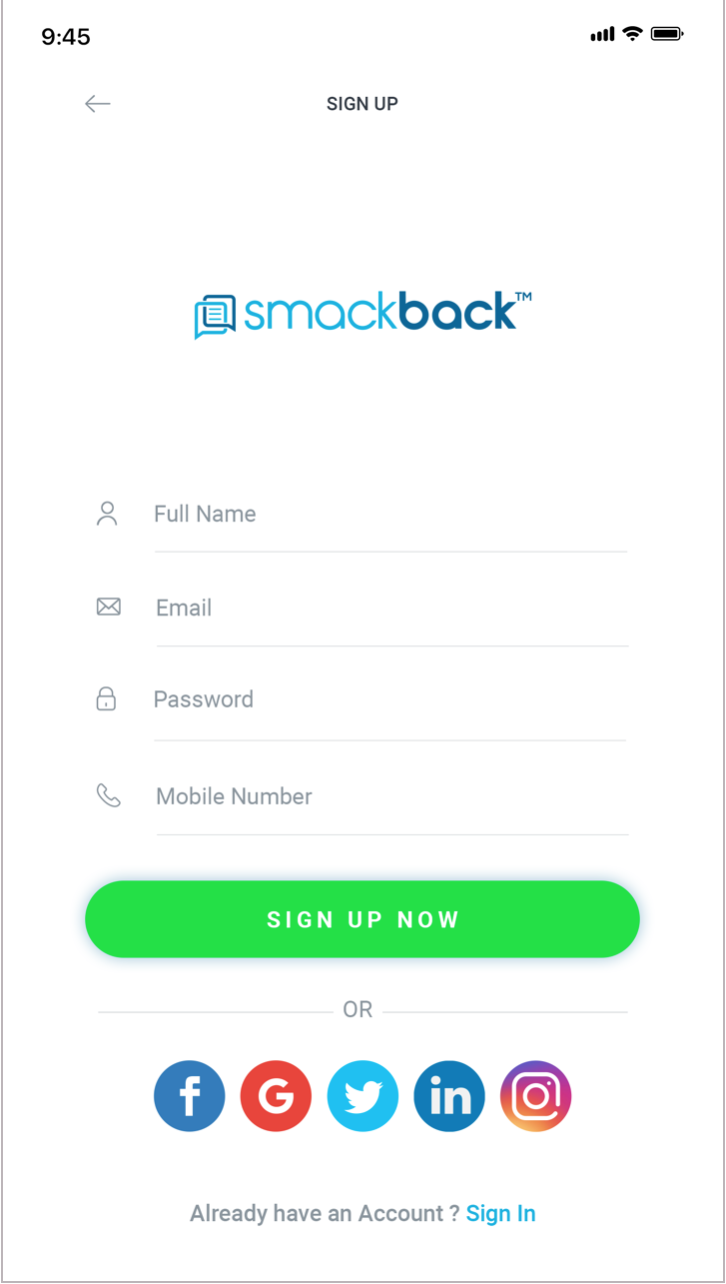 9:45
SIGN UP
smackback™
Full Name
Email
Password
Mobile Number
SIGN UP NOW
OR
f G in
Already have an Account ? Sign In